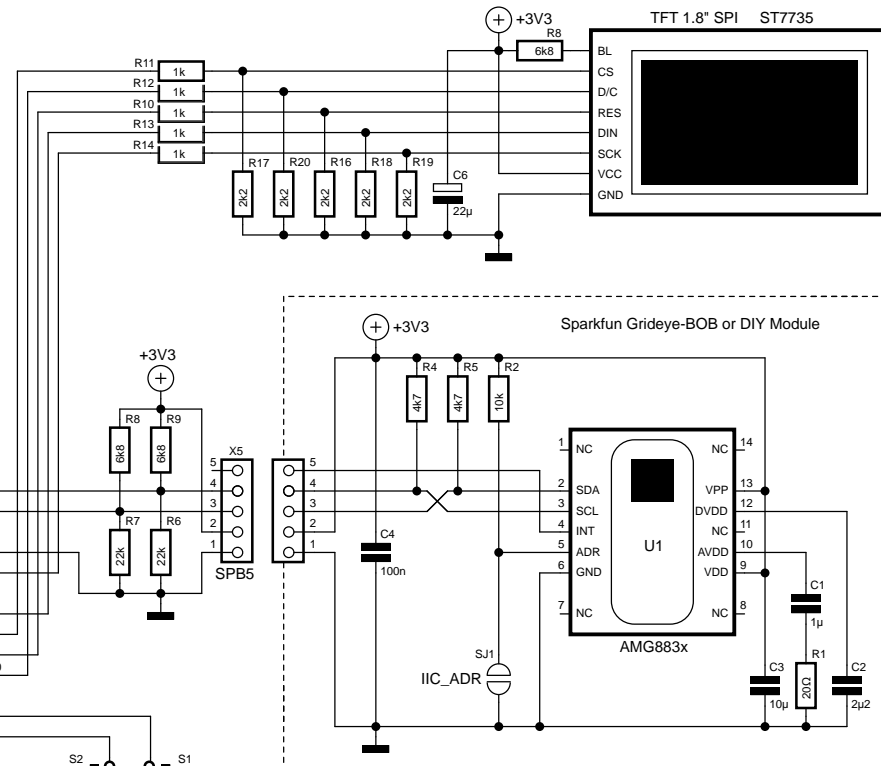 TFT 1.8" SPI ST7735
+3V3
R8
6k8
BL
CS
D/C
RES
DIN
SCK
VCC
GND
R11
1k
R12
1k
R10
1k
R13
1k
R14
1k
R17
R20
R16
R18
R19
2k2
2k2
2k2
2k2
2k2
C6
22µ
+3V3
Sparkfun Grideye-BOB or DIY Module
+3V3
R8
R9
6k8
6k8
R7
R6
22k
22k
X5
5
4
3
2
1
SPB5
5
4
3
2
1
R4
R5
R2
4k7
4k7
10k
C4
100n
1
2
3
4
5
6
7
NC
SDA
SCL
INT
ADR
GND
NC
U1
NC
VPP
DVDD
NC
AVDD
VDD
NC
14
13
12
11
10
9
8
AMG883x
SJ1
IIC_ADR
C1
1µ
R1
20Ω
C3
10µ
C2
2µ2
S2
S1